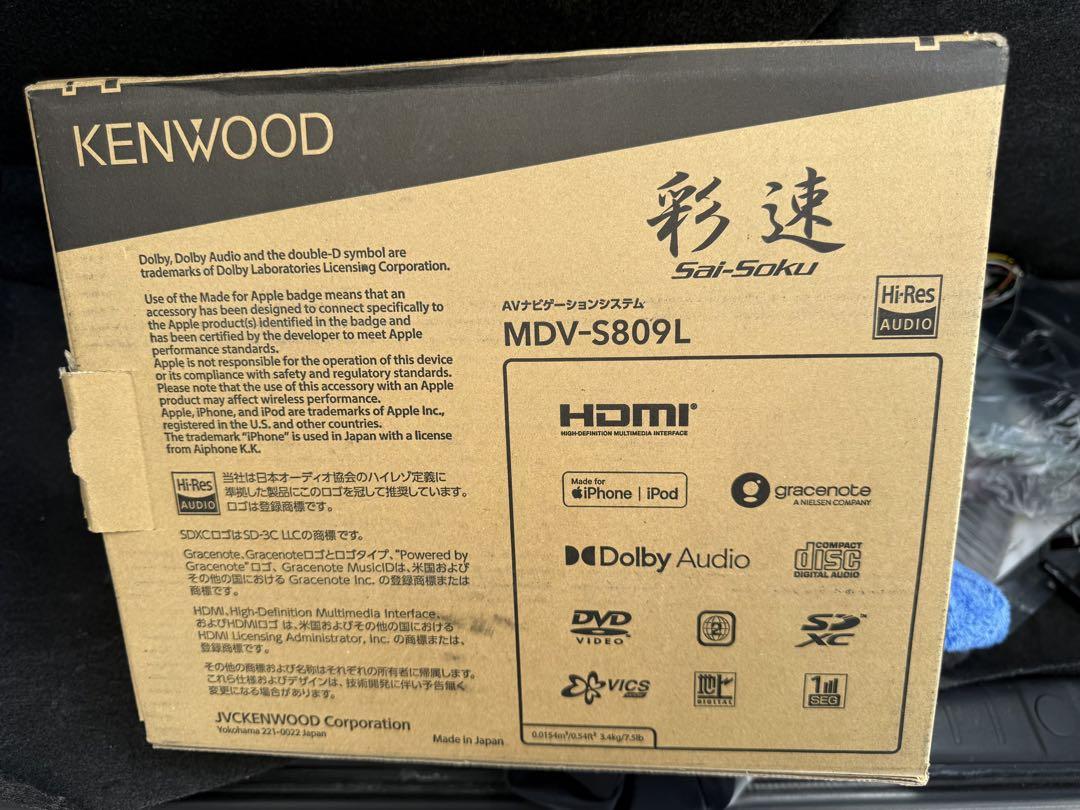 KENWOOD
彩速
Sai-Soku
Dolby, Dolby Audio and the double-D symbol are
trademarks of Dolby Laboratories Licensing Corporation.
Use of the Made for Apple badge means that an
accessory has been designed to connect specifically to
the Apple product(s) identified in the badge and
has been certified by the developer to meet Apple
performance standards.
Apple is not responsible for the operation of this device
or its compliance with safety and regulatory standards.
Please note that the use of this accessory with an Apple
product may affect wireless performance.
Apple, iPhone, and iPod are trademarks of Apple Inc.,
registered in the U.S. and other countries.
The trademark "iPhone" is used in Japan with a license
from Aiphone K.K.
Hi-Res
AUDIO
当社は日本オーディオ協会のハイレゾ定義に
準拠した製品にこのロゴを冠して推奨しています。
ロゴは登録商標です。
SDXCロゴはSD-3C LLCの商標です。
Gracenote、Gracenoteロゴとロゴタイプ、"Powered by
Gracenote"ロゴ、Gracenote MusicIDは、米国および
その他の国における Gracenote Inc. の登録商標または
商標です。
HDMI、High-Definition Multimedia Interface、
およびHDMIロゴ は、米国およびその他の国における
HDMI Licensing Administrator, Inc. の商標または、
登録商標です。
その他の商標および名称はそれぞれの所有者に帰属します。
これら仕様およびデザインは、技術開発に伴い予告無く
変更になる場合があります。
JVCKENWOOD Corporation
Yokohama 221-0022 Japan
Made in Japan
AVナビゲーションシステム
MDV-S809L
Hi-Res
AUDIO
HDMI®
HIGH-DEFINITION MULTIMEDIA INTERFACE
Made for
iPhone | iPod
gracenote
A NIELSEN COMPANY
Dolby Audio
COMPACT
disc
DIGITAL AUDIO
DVD
VIDEO
2
SD
XC
VICS
WIDE
地上
DIGITAL
1
SEG
0.0154m³/0.54ft³ 3.4kg/7.5lb